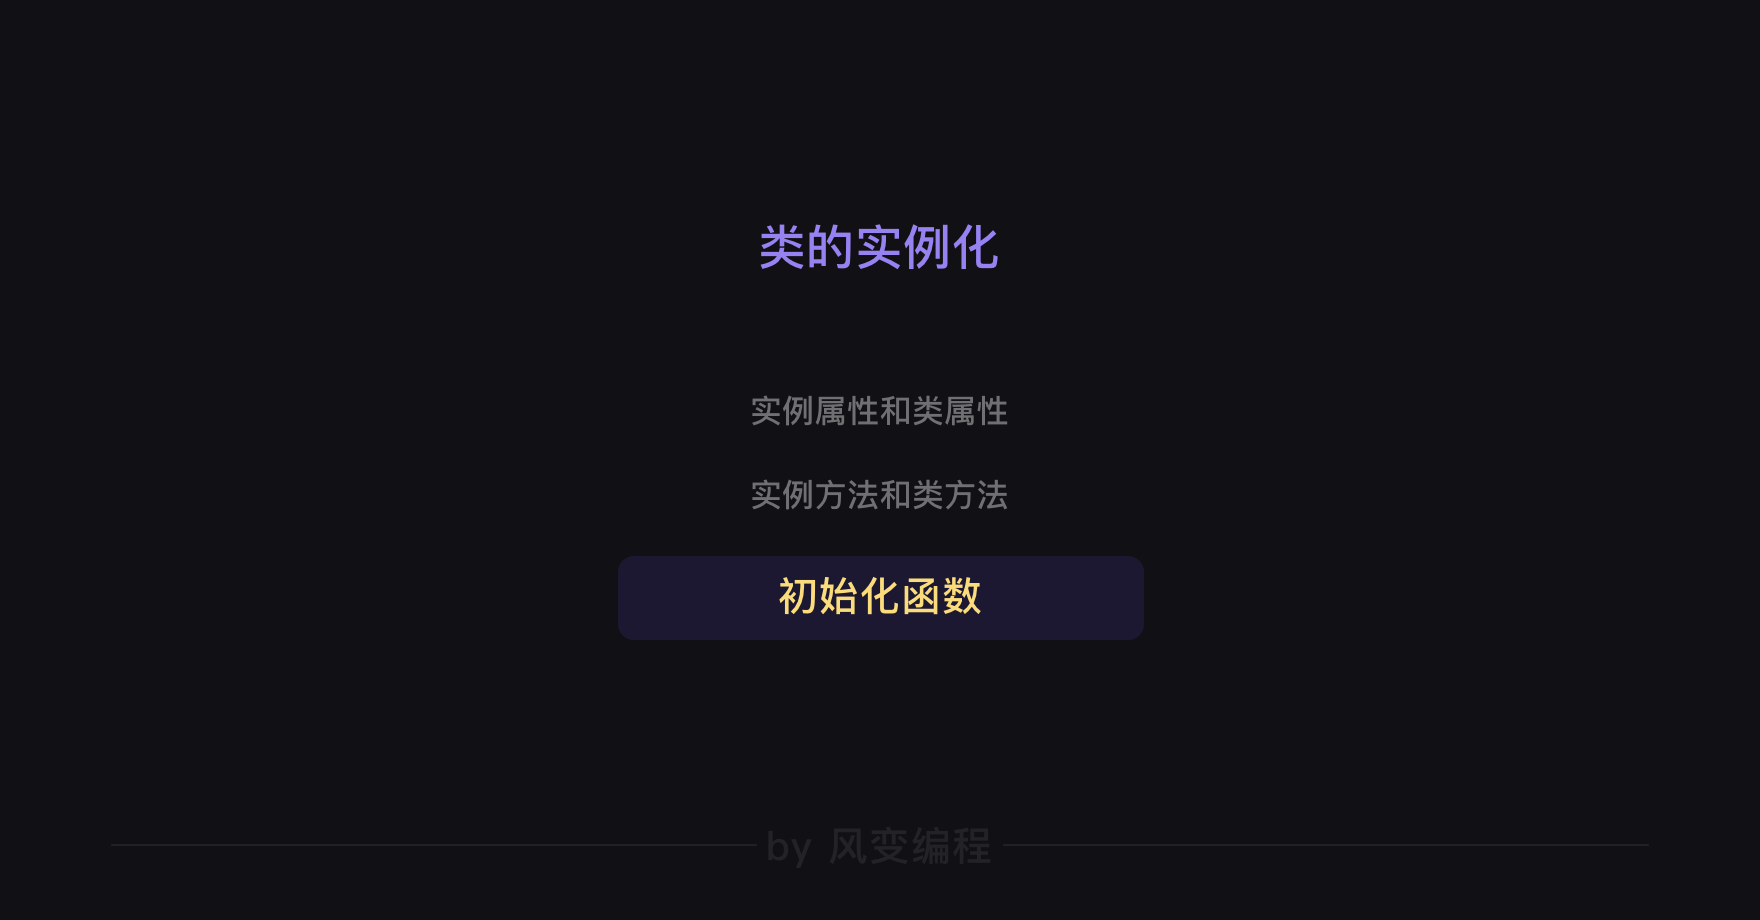 类的实例化
实例属性和类属性
实例方法和类方法
初始化函数
by 风变编程